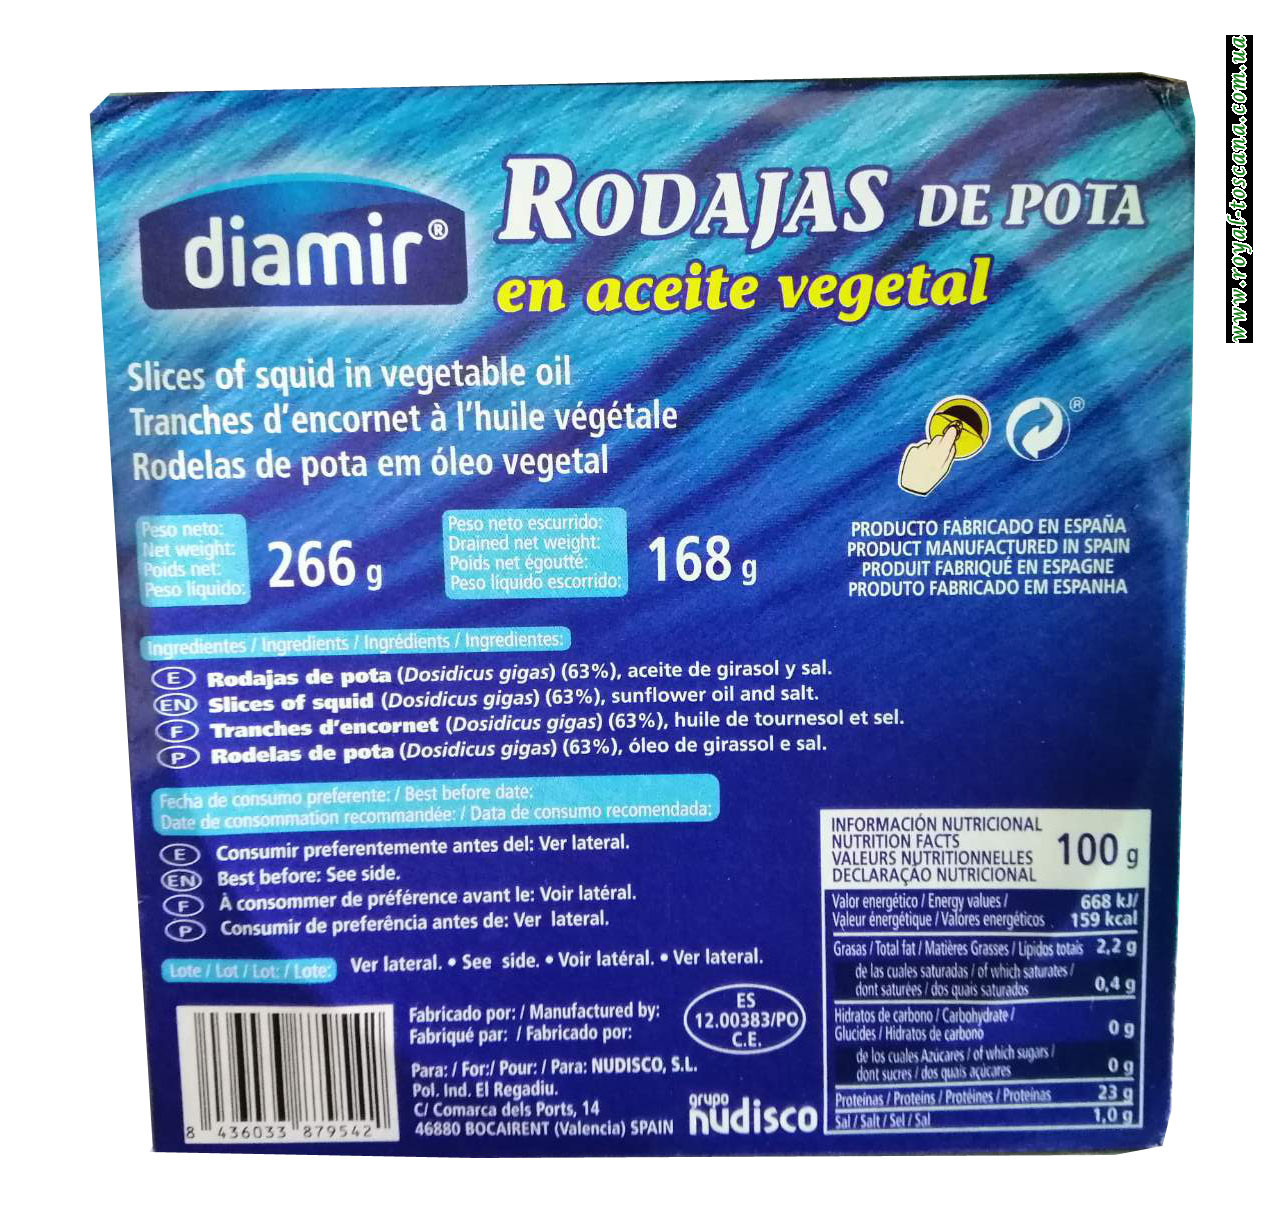 www.royal-toscana.com.ua
diamir®
RODAJAS DE POTA
en aceite vegetal
Slices of squid in vegetable oil
Tranches d'encornet à l'huile végétale
Rodelas de pota em óleo vegetal
®
Peso neto:
Net weight:
Poids net:
Peso líquido:
266 g
Peso neto escurrido:
Drained net weight:
Poids net égoutté:
Peso líquido escorrido:
168 g
PRODUCTO FABRICADO EN ESPAÑA
PRODUCT MANUFACTURED IN SPAIN
PRODUIT FABRIQUÉ EN ESPAGNE
PRODUTO FABRICADO EM ESPANHA
Ingredientes / Ingredients / Ingrédients / Ingredientes:
E Rodajas de pota (Dosidicus gigas) (63%), aceite de girasol y sal.
EN Slices of squid (Dosidicus gigas) (63%), sunflower oil and salt.
F Tranches d'encornet (Dosidicus gigas) (63%), huile de tournesol et sel.
P Rodelas de pota (Dosidicus gigas) (63%), óleo de girassol e sal.
Fecha de consumo preferente: / Best before date:
Date de consommation recommandée: / Data de consumo recomendada:
E Consumir preferentemente antes del: Ver lateral.
EN Best before: See side.
F À consommer de préférence avant le: Voir latéral.
P Consumir de preferência antes de: Ver lateral.
Lote / Lot / Lot: / Lote: Ver lateral. • See side. • Voir latéral. • Ver lateral.
8 436033 879542
Fabricado por: / Manufactured by:
Fabriqué par: / Fabricado por:
ES
12.00383/PO
C.E.
Para: / For:/ Pour: / Para: NUDISCO, S.L.
Pol. Ind. El Regadiu.
C/ Comarca dels Ports, 14
46880 BOCAIRENT (Valencia) SPAIN
grupo
nudisco
INFORMACIÓN NUTRICIONAL
NUTRITION FACTS
VALEURS NUTRITIONNELLES
DECLARAÇÃO NUTRICIONAL
100 g
Valor energético / Energy values / 668 kJ/
Valeur énergétique / Valores energéticos 159 kcal
Grasas / Total fat / Matières Grasses / Lipidos totais 2,2 g
de las cuales saturadas / of which saturates /
dont saturées / dos quais saturados 0,4 g
Hidratos de carbono / Carbohydrate /
Glucides / Hidratos de carbono 0 g
de los cuales Azúcares / of which sugars /
dont sucres / dos quais açúcares 0 g
Proteinas / Proteins / Protéines / Proteínas 23 g
Sal / Salt / Sel / Sal 1,0 g